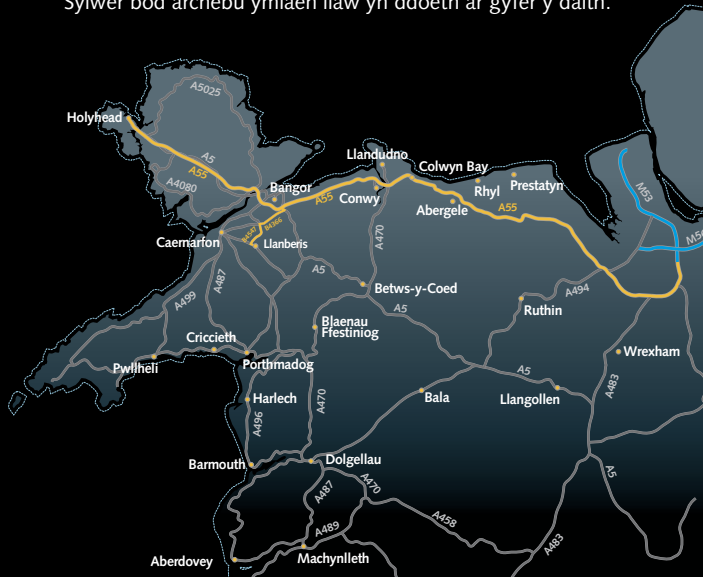 Sylwer bod archebu ymlaen llaw yn ddoeth ar gyfer y daith.
A5025
Holyhead
A5
A55
A4080
Bangor
Llandudno
Colwyn Bay
Rhyl
Prestatyn
M53
A55
Conwy
Abergele
A55
M56
Caernarfon
B4547
B4366
Llanberis
A470
A487
A499
A5
Betws-y-Coed
A5
A494
Ruthin
Blaenau
Ffestiniog
Criccieth
Pwllheli
Porthmadog
Wrexham
A5
A483
Harlech
A496
A470
Bala
Llangollen
Barmouth
Dolgellau
A487
A470
A5
A458
A489
A483
Aberdovey
Machynlleth